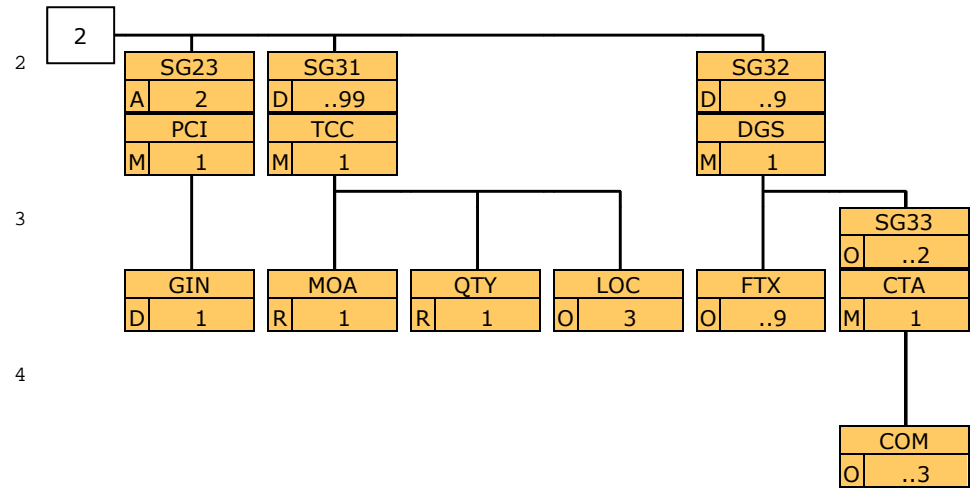 2
2 SG23 SG31 SG32
A 2 D ..99 D ..9
PCI TCC DGS
M 1 M 1 M 1
3 SG33
O ..2
GIN MOA QTY LOC FTX CTA
D 1 R 1 R 1 O 3 O ..9 M 1
4
COM
O ..3